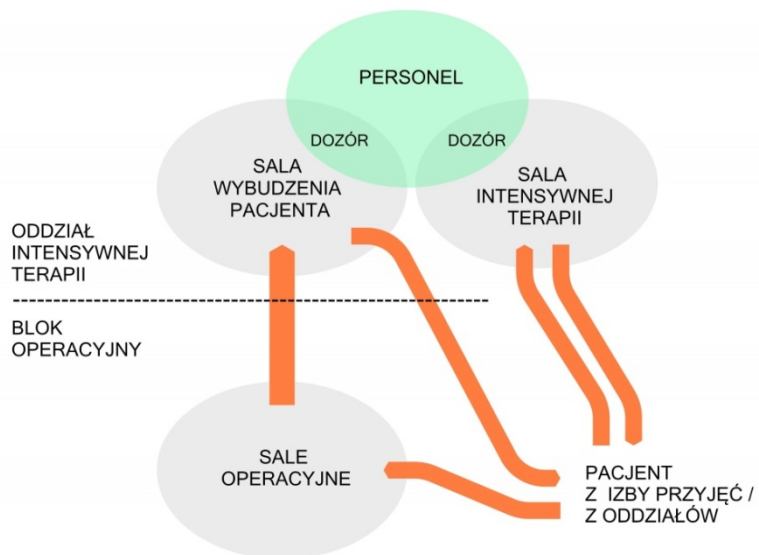 PERSONEL
DOZÓR
DOZÓR
SALA
WYBUDZENIA
PACJENTA
SALA
INTENSYWNEJ
TERAPII
ODDZIAŁ
INTENSYWNEJ
TERAPII
BLOK
OPERACYJNY
SALE
OPERACYJNE
PACJENT
Z IZBY PRZYJĘĆ /
Z ODDZIAŁÓW